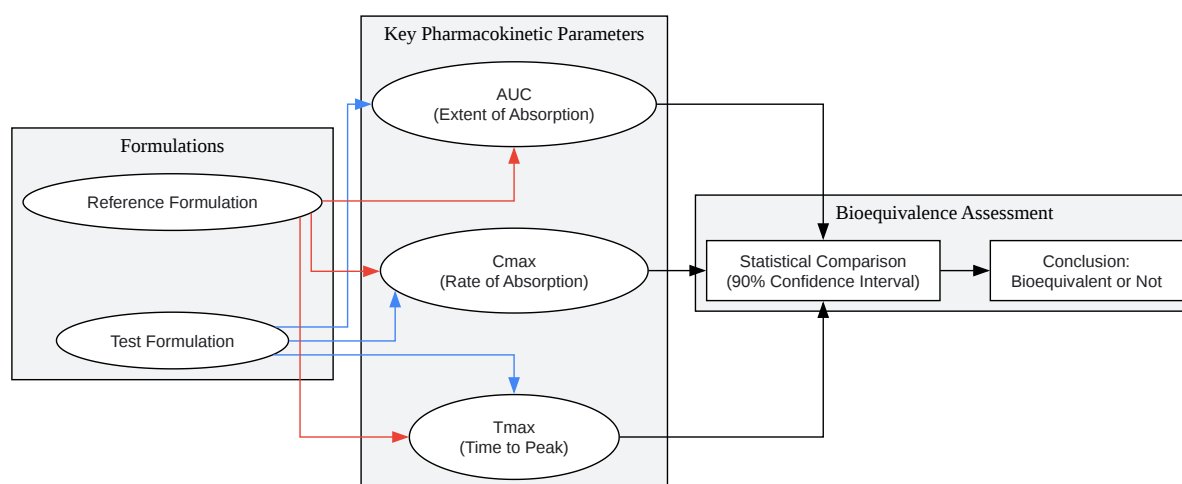 Formulations
Reference Formulation
Test Formulation
Key Pharmacokinetic Parameters
AUC
(Extent of Absorption)
Cmax
(Rate of Absorption)
Tmax
(Time to Peak)
Bioequivalence Assessment
Statistical Comparison
(90% Confidence Interval)
Conclusion:
Bioequivalent or Not